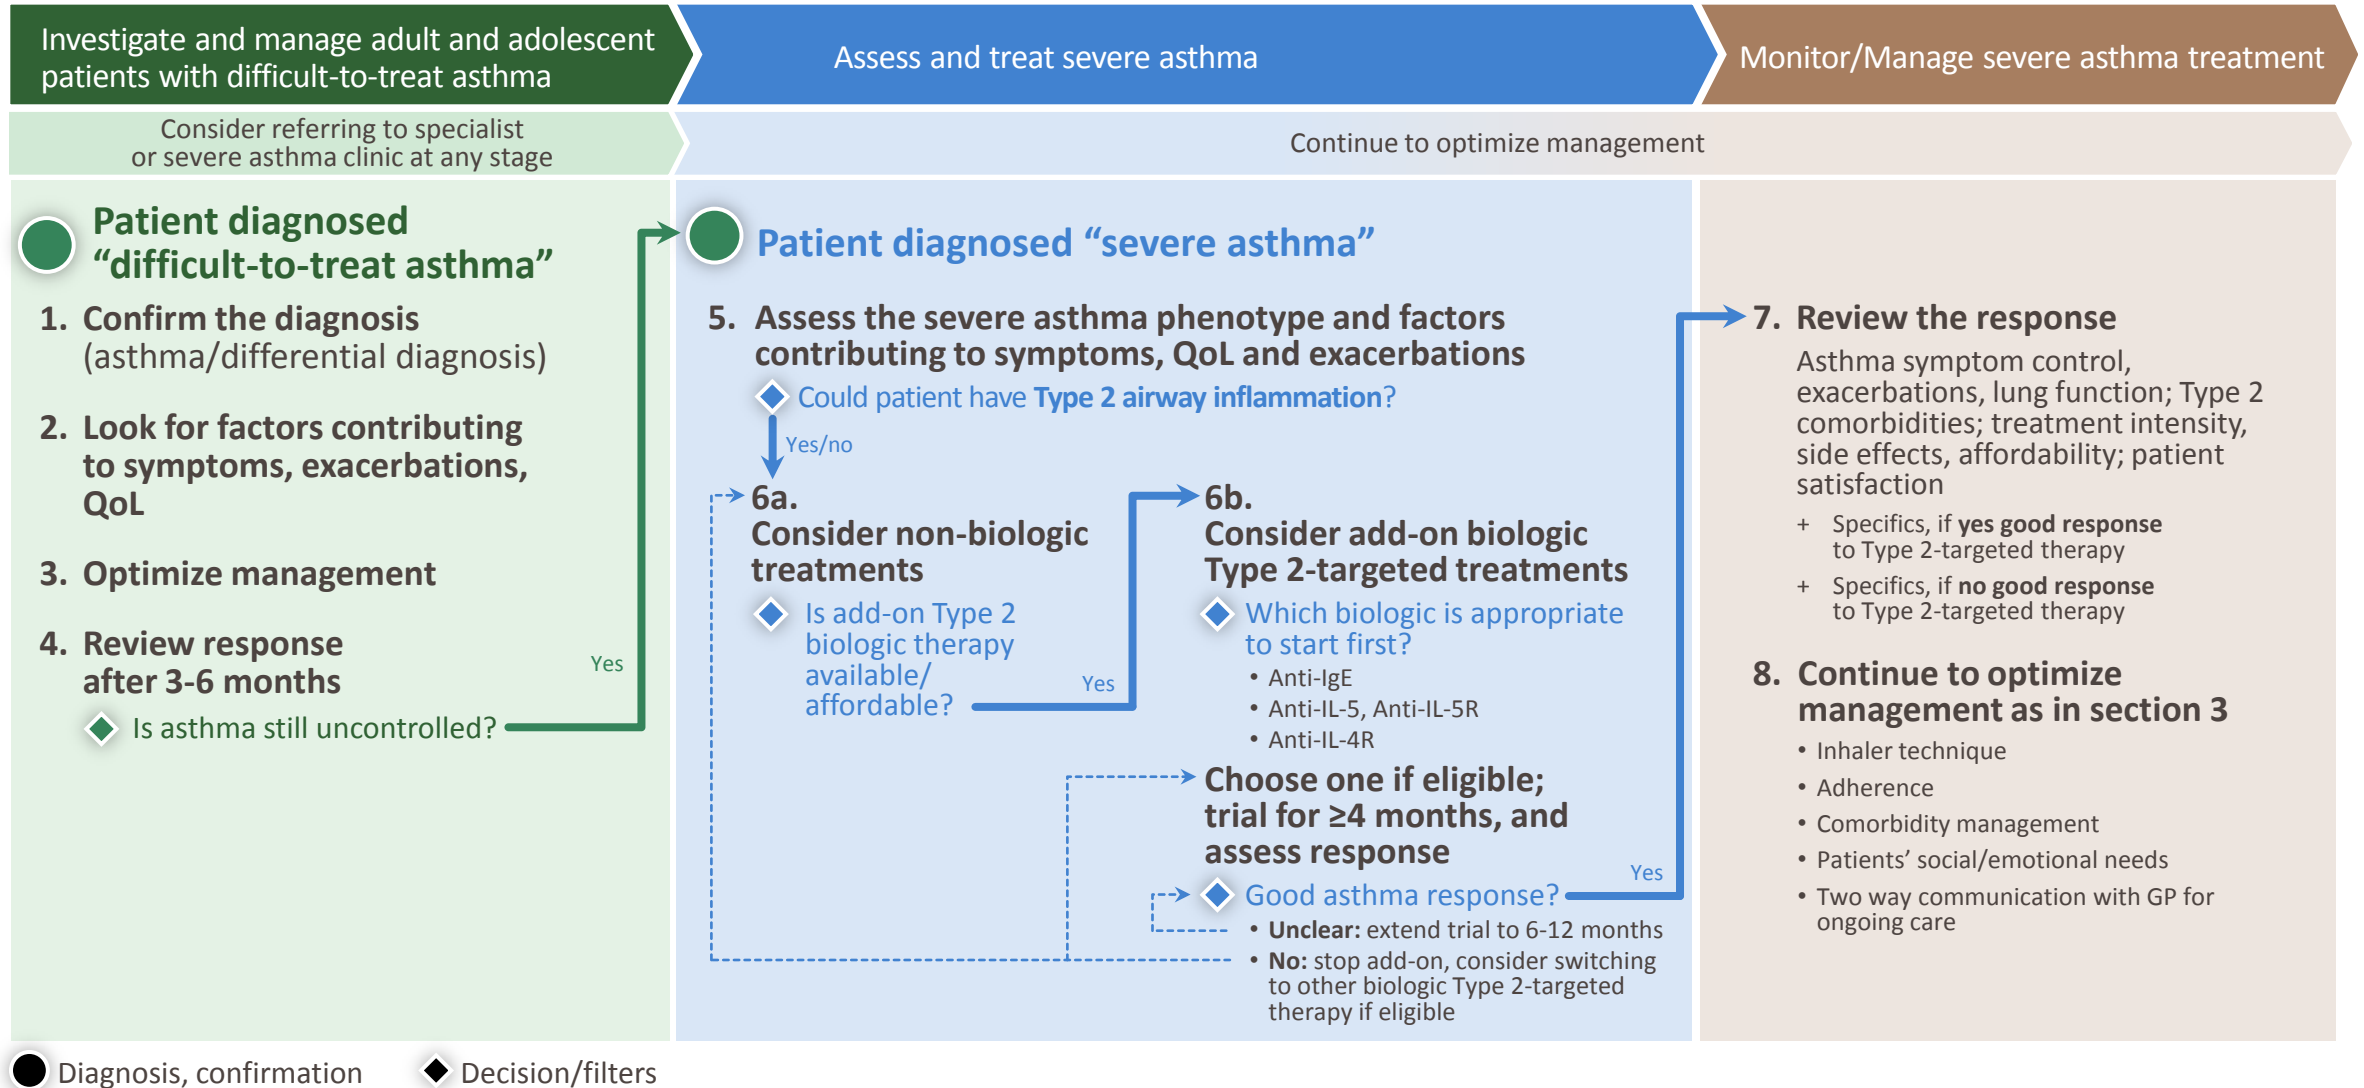 Investigate and manage adult and adolescent
patients with difficult-to-treat asthma
Assess and treat severe asthma
Monitor/Manage severe asthma treatment
Consider referring to specialist
or severe asthma clinic at any stage
Continue to optimize management
Patient diagnosed
“difficult-to-treat asthma”
1. Confirm the diagnosis
(asthma/differential diagnosis)
2. Look for factors contributing
to symptoms, exacerbations,
QoL
3. Optimize management
4. Review response
after 3-6 months
Yes
Is asthma still uncontrolled?
Patient diagnosed “severe asthma”
5. Assess the severe asthma phenotype and factors
contributing to symptoms, QoL and exacerbations
Could patient have Type 2 airway inflammation?
Yes/no
6a.
Consider non-biologic
treatments
Is add-on Type 2
biologic therapy
available/
affordable?
Yes
6b.
Consider add-on biologic
Type 2-targeted treatments
Which biologic is appropriate
to start first?
• Anti-IgE
• Anti-IL-5, Anti-IL-5R
• Anti-IL-4R
Choose one if eligible;
trial for ≥4 months, and
assess response
Good asthma response?
Yes
• Unclear: extend trial to 6-12 months
• No: stop add-on, consider switching
to other biologic Type 2-targeted
therapy if eligible
7. Review the response
Asthma symptom control,
exacerbations, lung function; Type 2
comorbidities; treatment intensity,
side effects, affordability; patient
satisfaction
+ Specifics, if yes good response
to Type 2-targeted therapy
+ Specifics, if no good response
to Type 2-targeted therapy
8. Continue to optimize
management as in section 3
• Inhaler technique
• Adherence
• Comorbidity management
• Patients’ social/emotional needs
• Two way communication with GP for
ongoing care
Diagnosis, confirmation
Decision/filters